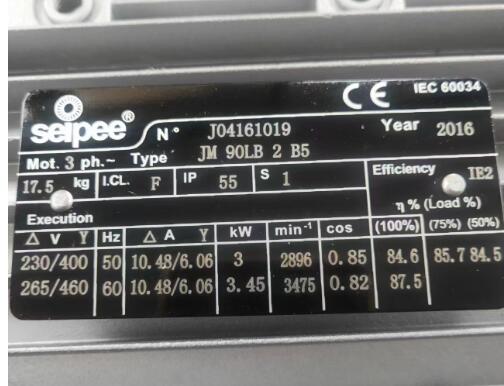 CE IEC 60034
seipee® N° J04161019 Year 2016
Mot. 3 ph.~ Type JM 90LB 2 B5
17.5 kg I.CL. F IP 55 S 1 Efficiency IE2
η % (Load %)
Execution
Δ V Y Hz Δ A Y kW min-1 cos (100%) (75%) (50%)
230/400 50 10.48/6.06 3 2896 0.85 84.6 85.7 84.5
265/460 60 10.48/6.06 3.45 3475 0.82 87.5